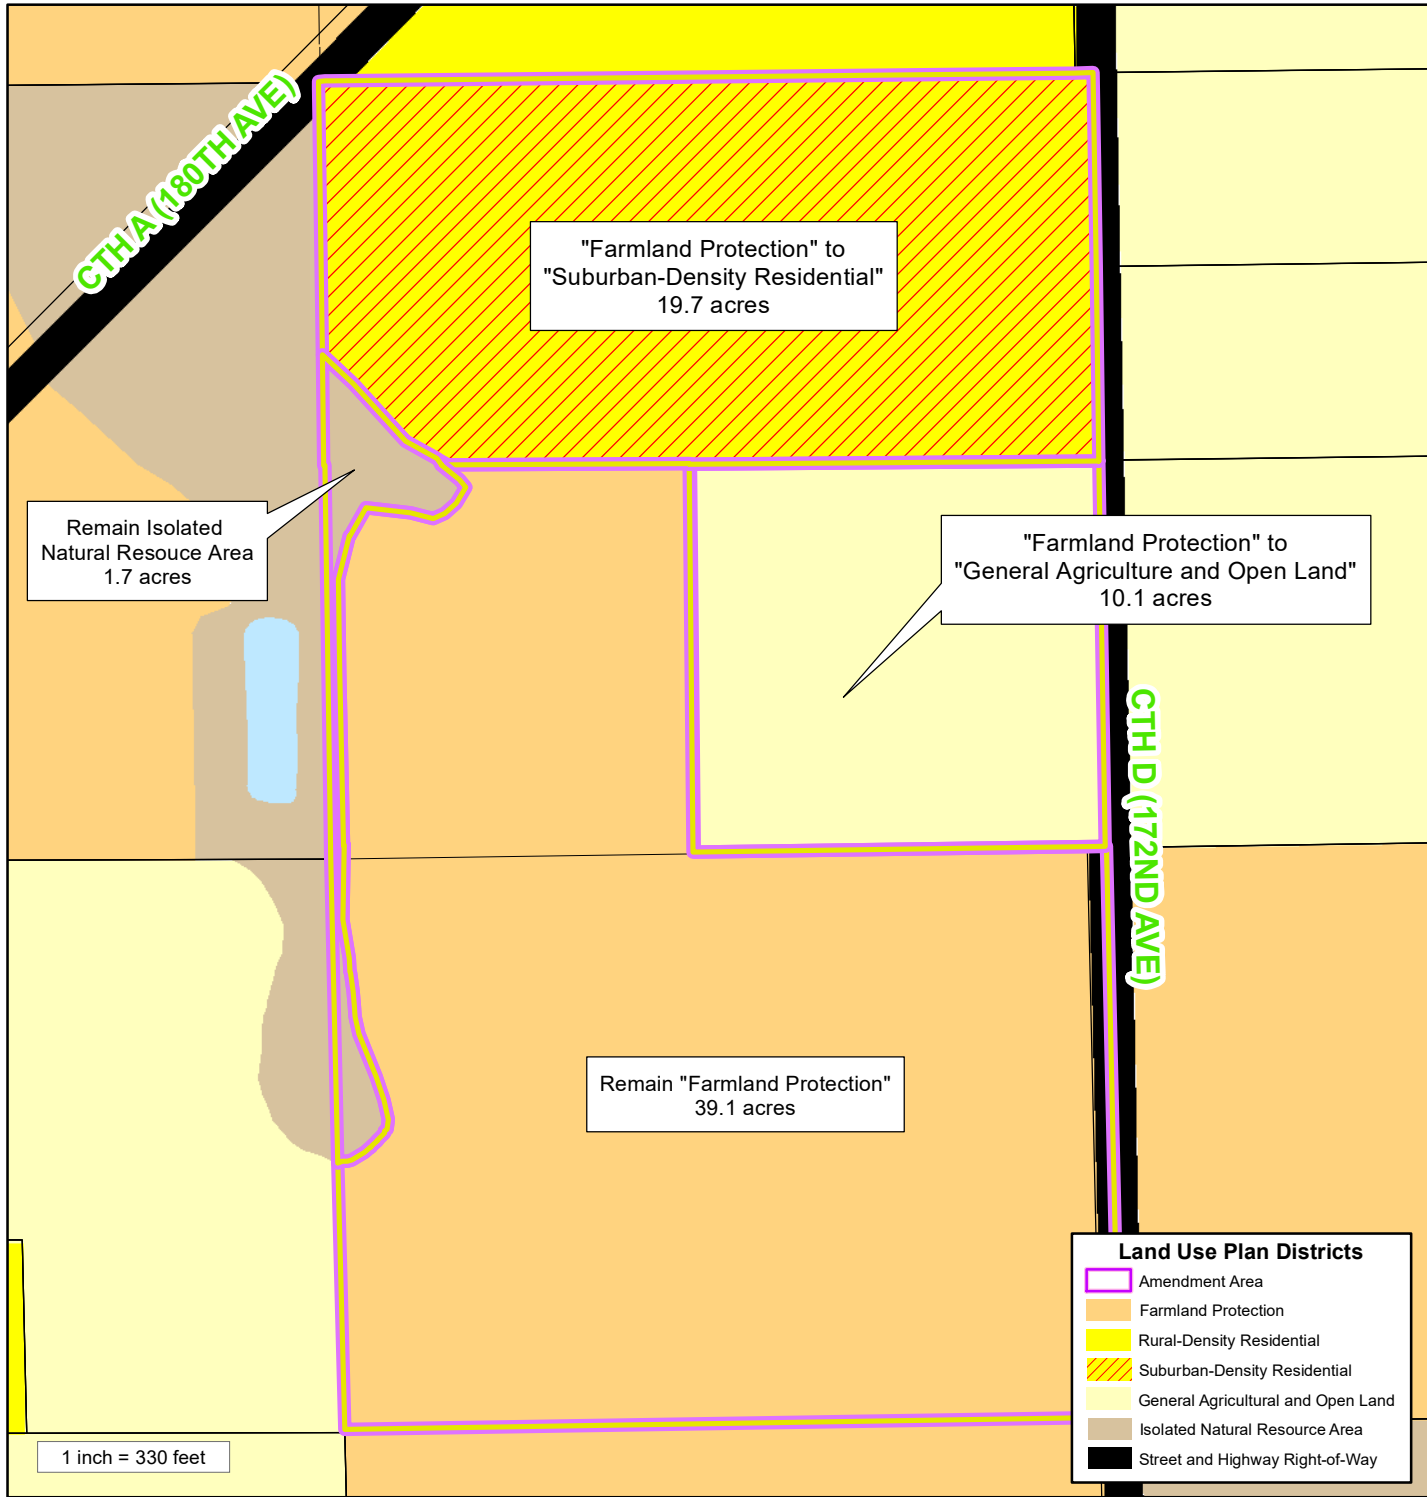 CTH A (180TH AVE)
"Farmland Protection" to
"Suburban-Density Residential"
19.7 acres
Remain Isolated
Natural Resouce Area
1.7 acres
"Farmland Protection" to
"General Agriculture and Open Land"
10.1 acres
CTH D (172ND AVE)
Remain "Farmland Protection"
39.1 acres
Land Use Plan Districts
Amendment Area
Farmland Protection
Rural-Density Residential
Suburban-Density Residential
General Agricultural and Open Land
Isolated Natural Resource Area
Street and Highway Right-of-Way
1 inch = 330 feet